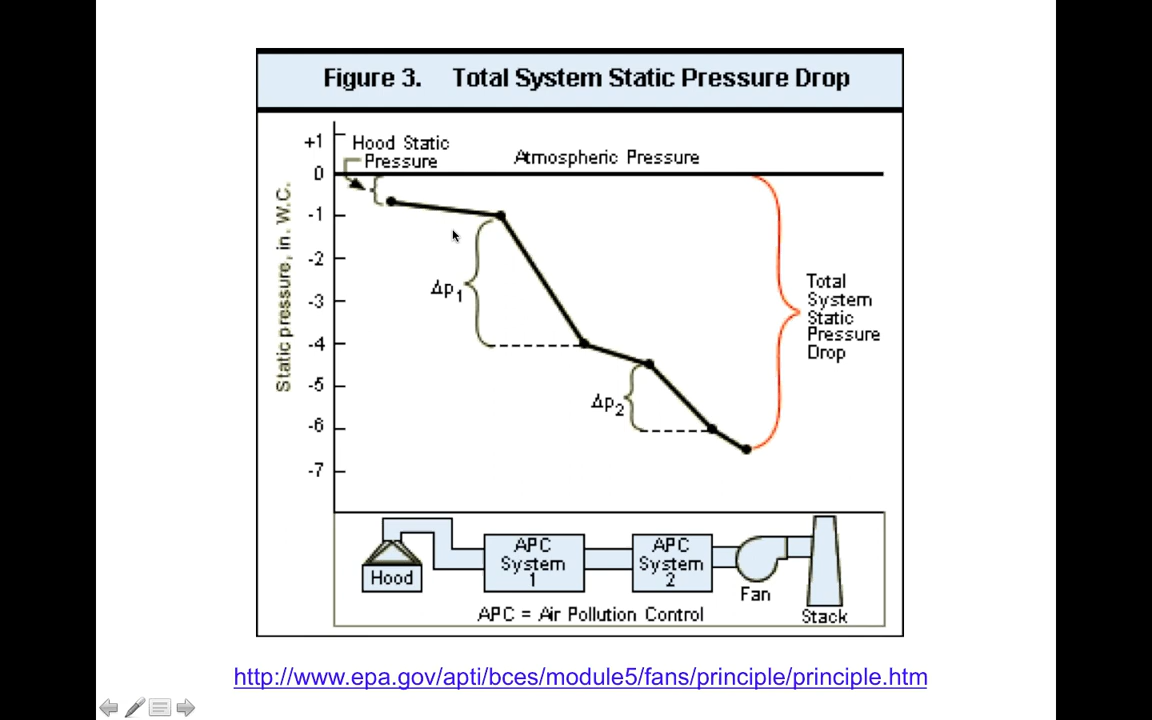 Figure 3. Total System Static Pressure Drop
Hood Static
Pressure
Atmospheric Pressure
+1
0
-1
-2
-3
-4
-5
-6
-7
Static pressure, in. W.C.
Δp1
Δp2
Total
System
Static
Pressure
Drop
Hood
APC
System
1
APC
System
2
Fan
Stack
APC = Air Pollution Control
http://www.epa.gov/apti/bces/module5/fans/principle/principle.htm